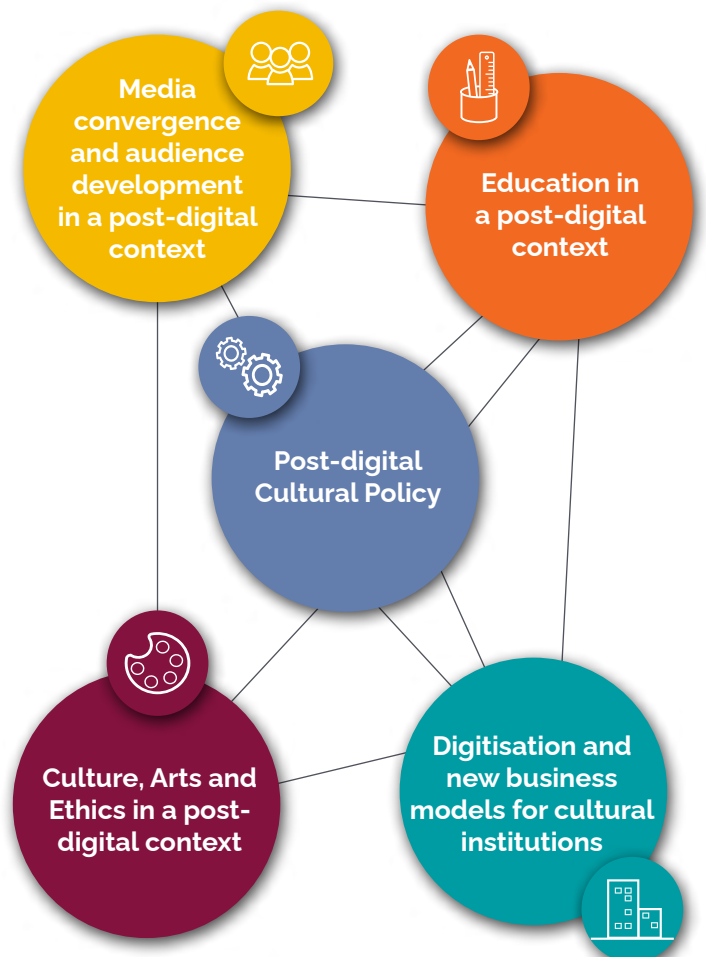 Media
convergence
and audience
development
in a post-digital
context
Education in
a post-digital
context
Post-digital
Cultural Policy
Culture, Arts and
Ethics in a post-
digital context
Digitisation and
new business
models for cultural
institutions